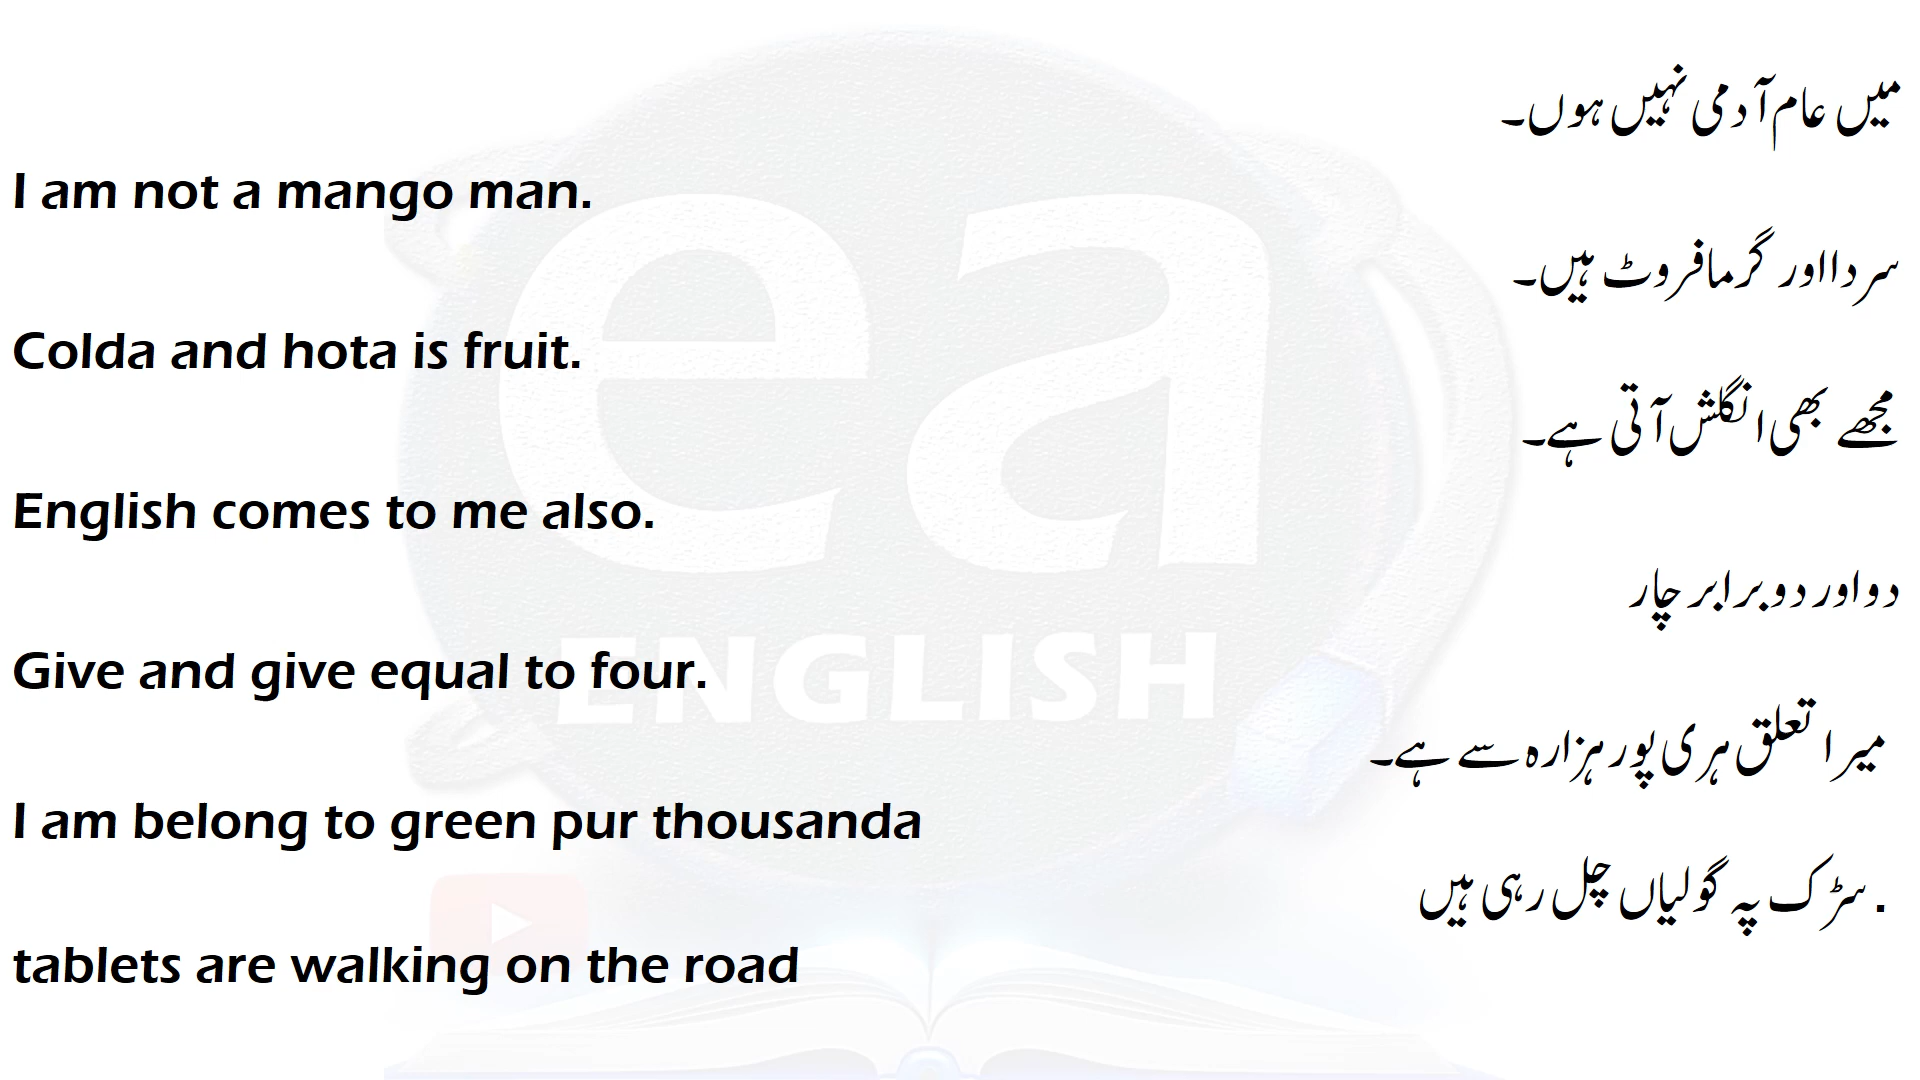 میں عام آدمی نہیں ہوں۔
I am not a mango man.
سردا اور گرما فروٹ ہیں۔
Colda and hota is fruit.
مجھے بھی انگلش آتی ہے۔
English comes to me also.
دو اور دو برابر چار
Give and give equal to four.
میرا تعلق ہری پور ہزارہ سے ہے۔
I am belong to green pur thousanda
. سڑک پہ گولیاں چل رہی ہیں
tablets are walking on the road
ea
ENGLISH